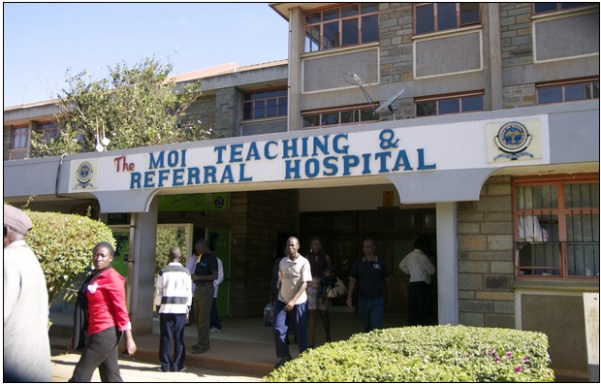 The MOI TEACHING &
REFERRAL HOSPITAL